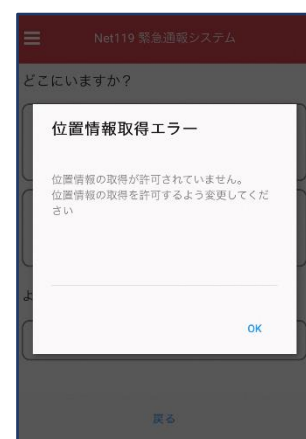 Net119 緊急通報システム
どこにいますか？
位置情報取得エラー
位置情報の取得が許可されていません。
位置情報の取得を許可するよう変更してくだ
さい
よ
OK
戻る